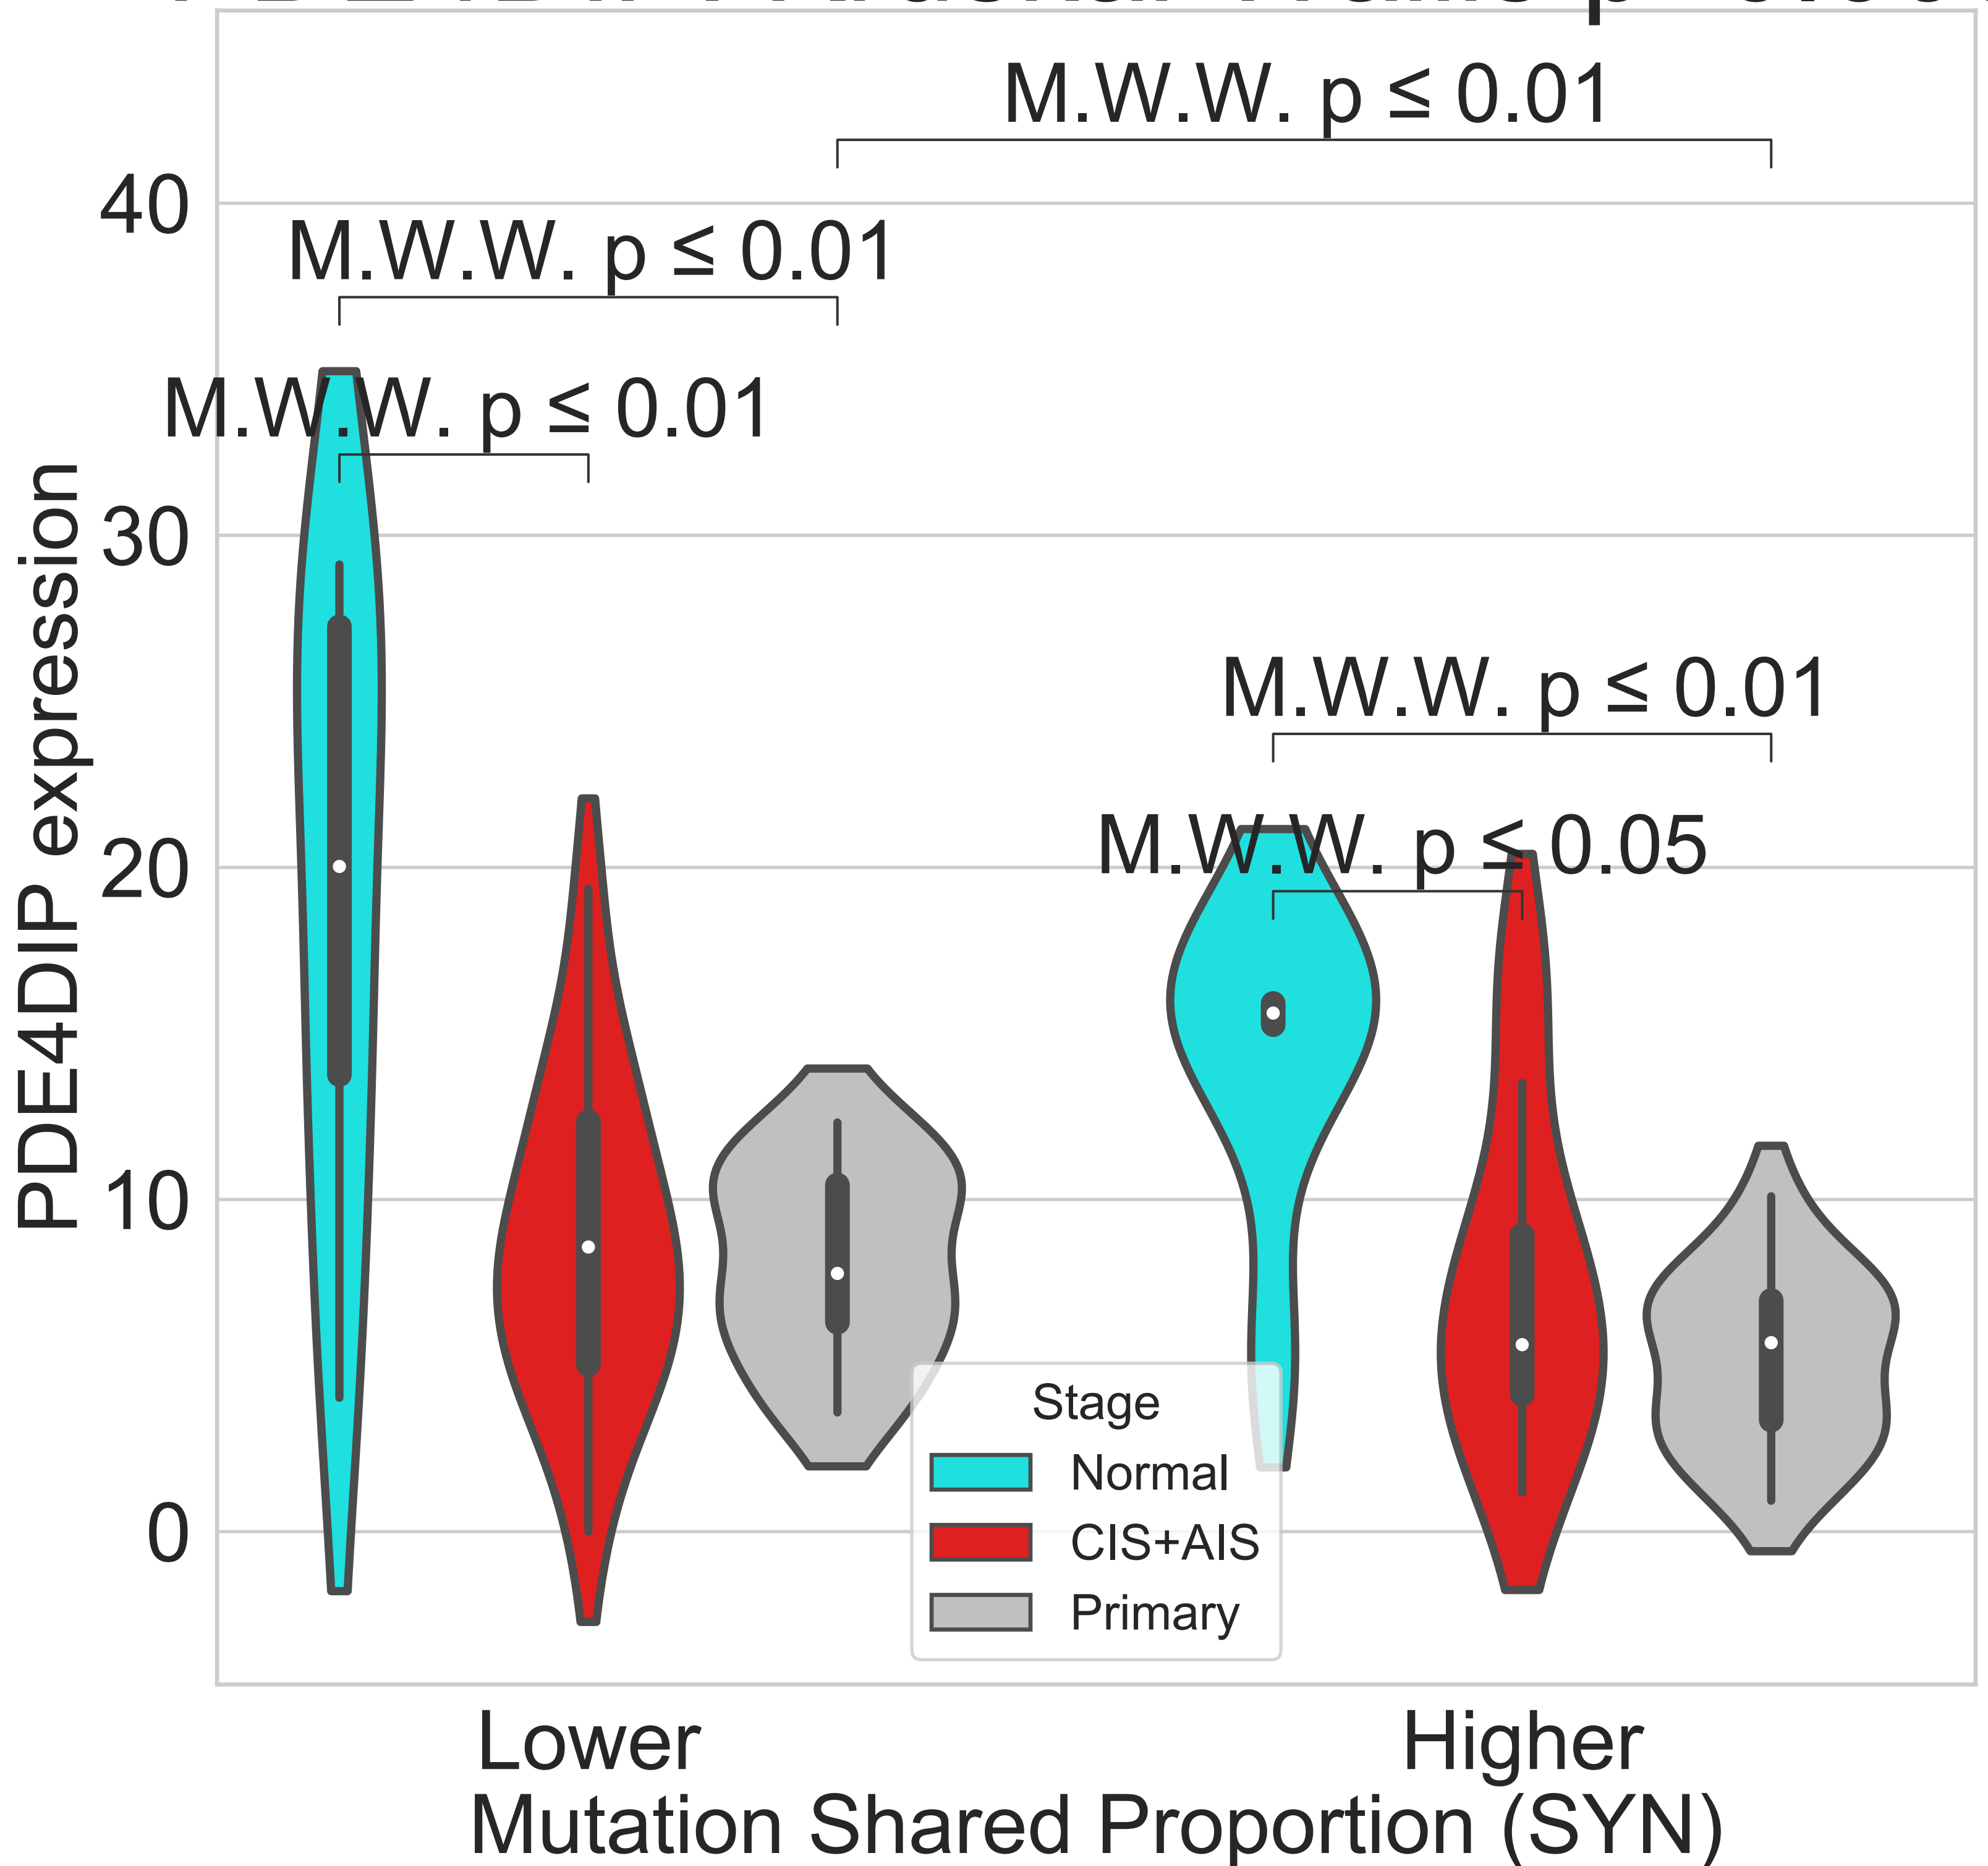 M.W.W. p ≤ 0.01
40
M.W.W. p ≤ 0.01
M.W.W. p ≤ 0.01
30
M.W.W. p ≤ 0.01
M.W.W. p ≤ 0.05
20
10
0
PDE4DIP expression
Stage
Normal
CIS+AIS
Primary
Lower
Higher
Mutation Shared Proportion (SYN)